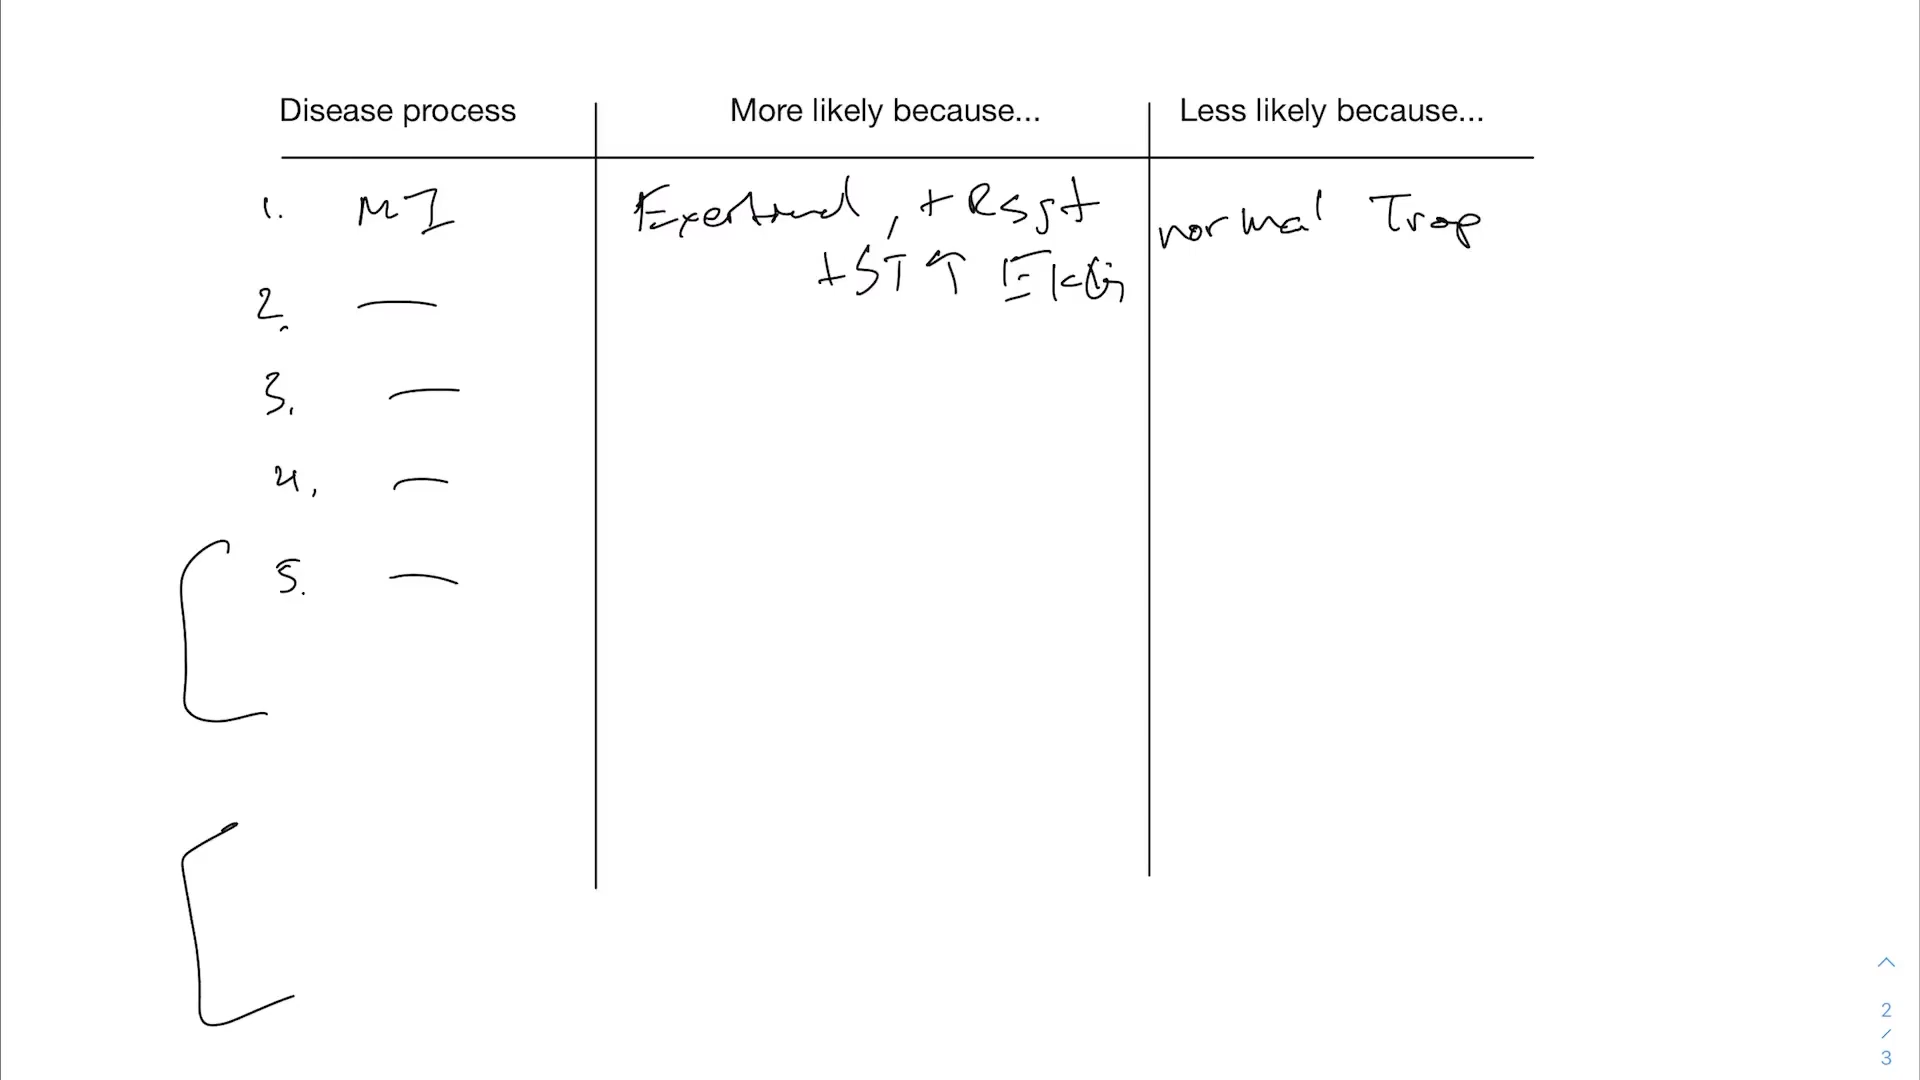 Disease process More likely because... Less likely because...
1. MI Exertional, + normal Trop
+ST ↑ EKG
2. —
3. —
4. —
5. —
2
/
3